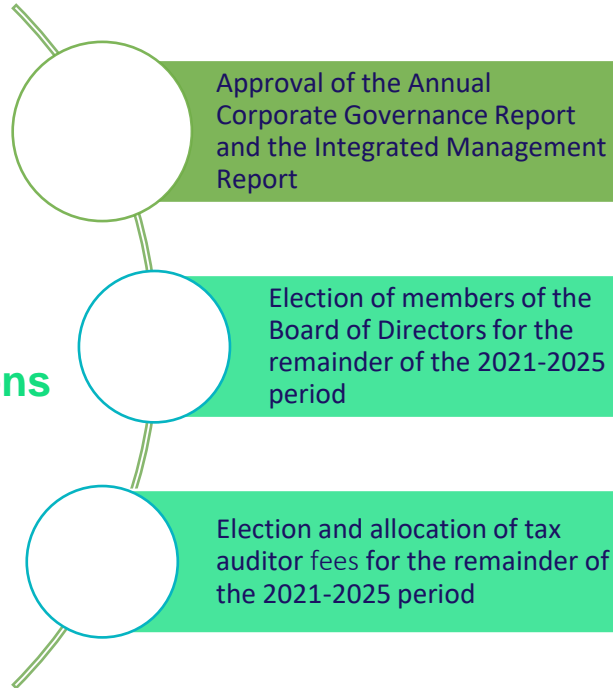 Approval of the Annual
Corporate Governance Report
and the Integrated Management
Report
Election of members of the
Board of Directors for the
remainder of the 2021-2025
period
ns
Election and allocation of tax
auditor fees for the remainder of
the 2021-2025 period